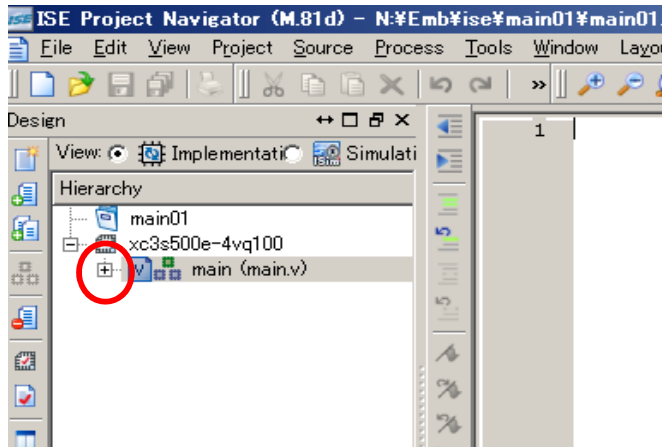 ISE ISE Project Navigator (M.81d) - N:¥Emb¥ise¥main01¥main01.
File Edit View Project Source Process Tools Window Layou
»
Design
1
View: Implementati Simulati
Hierarchy
main01
xc3s500e-4vq100
main (main.v)